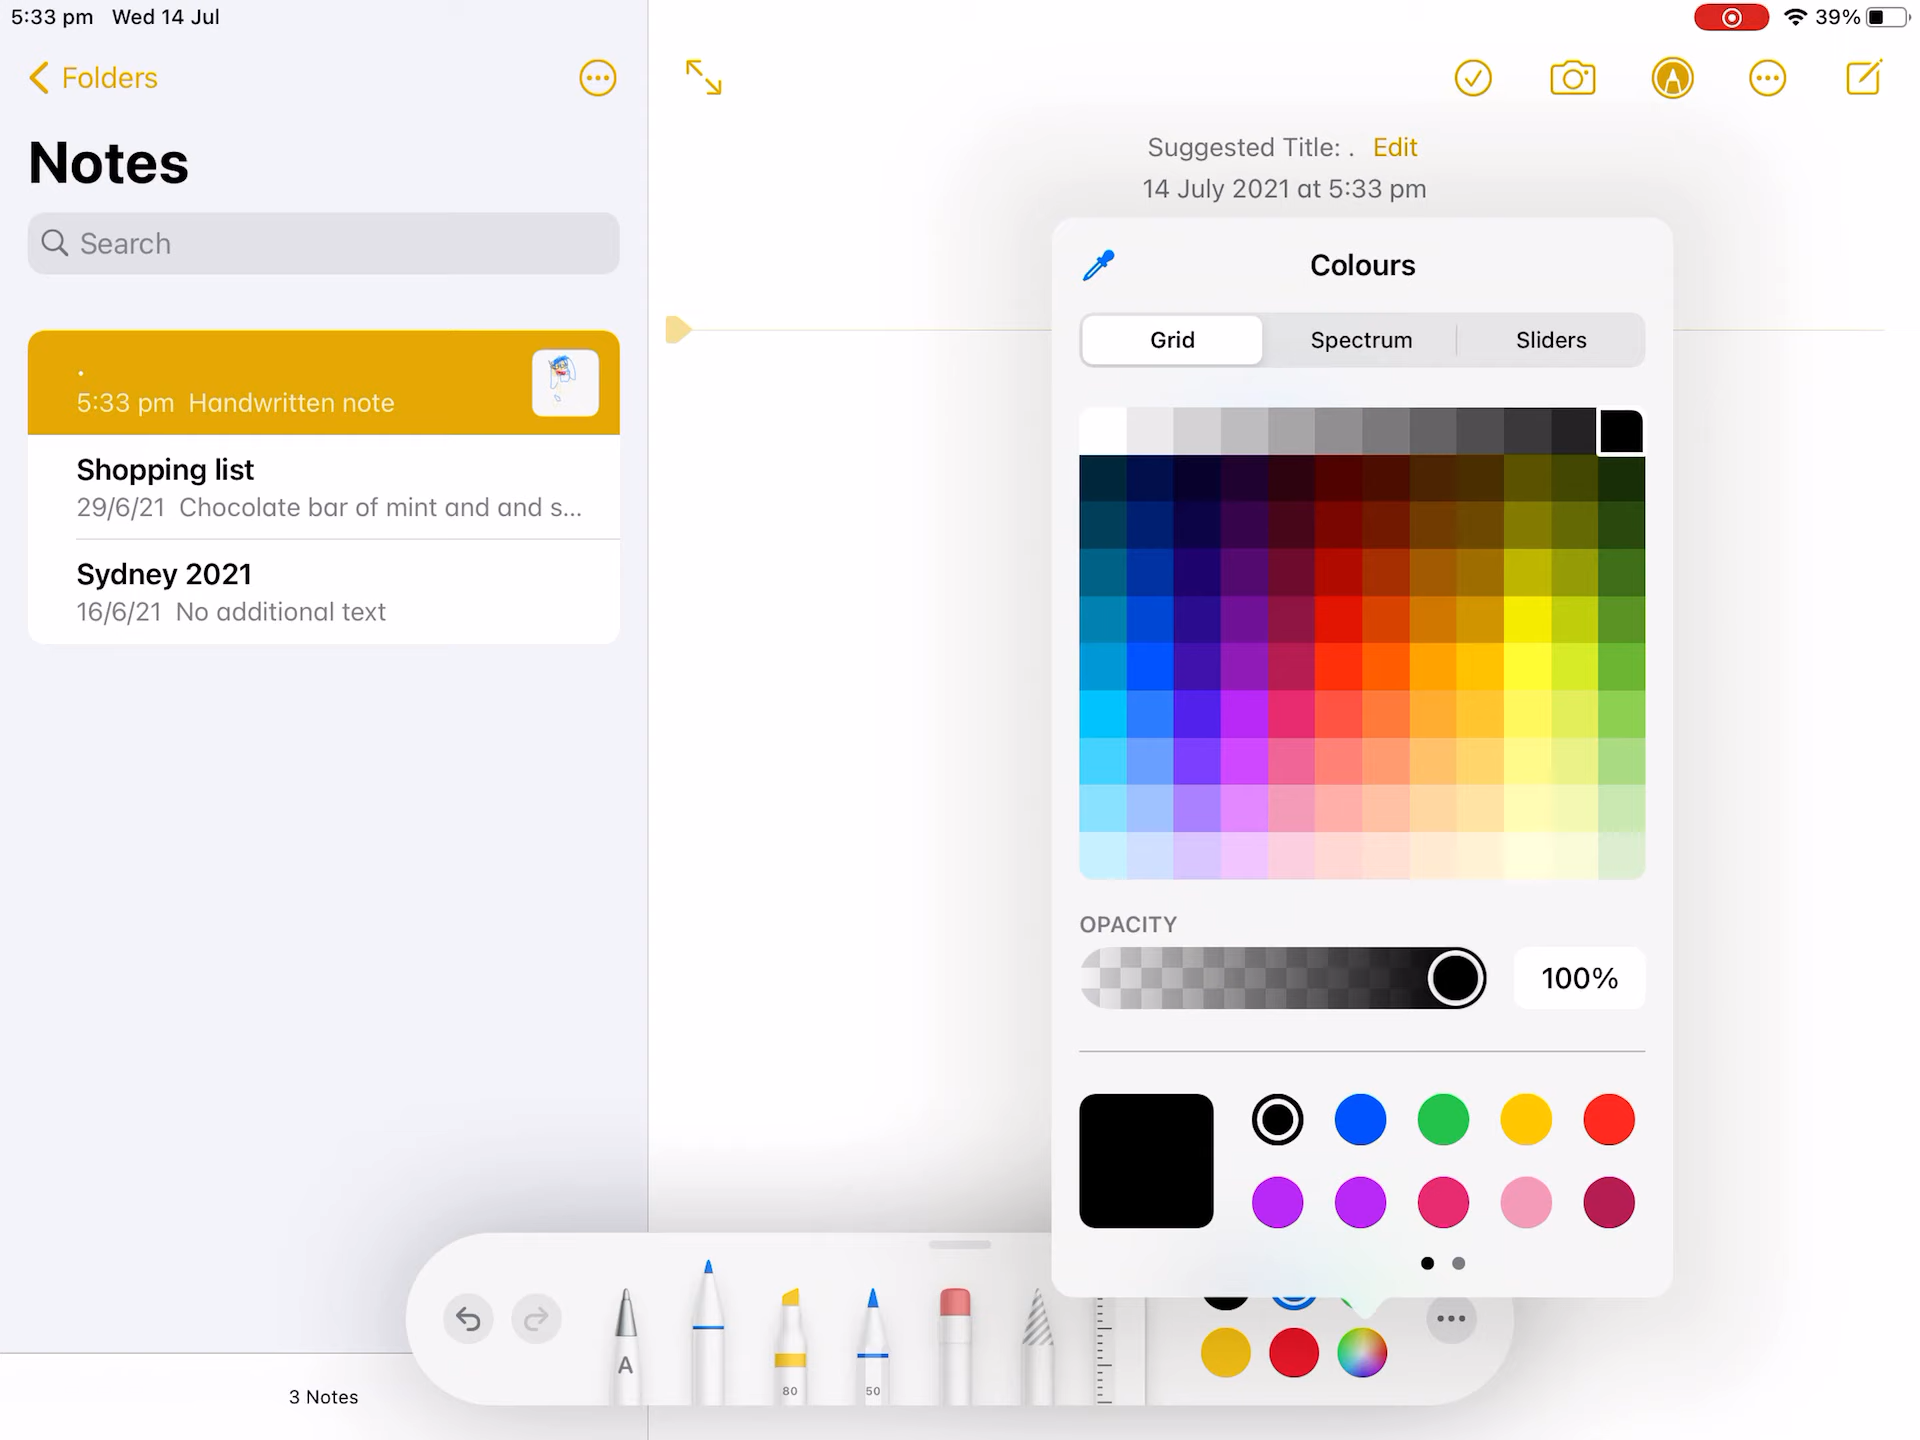 5:33 pm Wed 14 Jul
39%
Folders
Notes
Search
.
5:33 pm Handwritten note
Shopping list
29/6/21 Chocolate bar of mint and and s...
Sydney 2021
16/6/21 No additional text
3 Notes
Suggested Title: . Edit
14 July 2021 at 5:33 pm
Colours
Grid Spectrum Sliders
OPACITY
100%
A
80
50